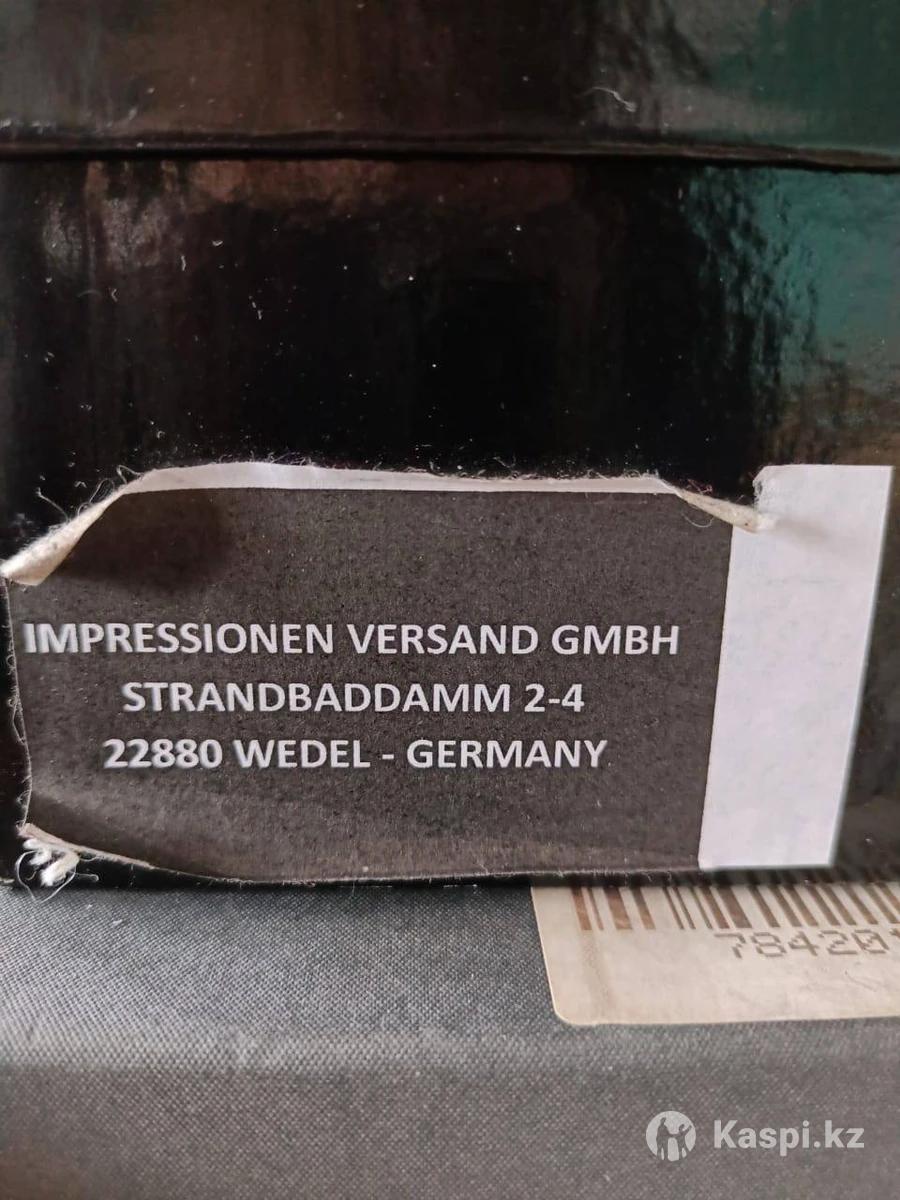 IMPRESSIONEN VERSAND GMBH
STRANDBADDAMM 2-4
22880 WEDEL - GERMANY
78420
Kaspi.kz